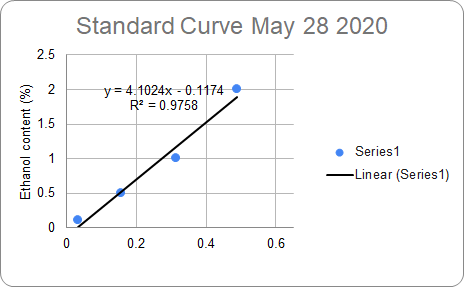 Standard Curve May 28 2020
2.5
2
1.5
1
0.5
0
Ethanol content (%)
y = 4.1024x - 0.1174
R² = 0.9758
0 0.2 0.4 0.6
Series1
Linear (Series1)